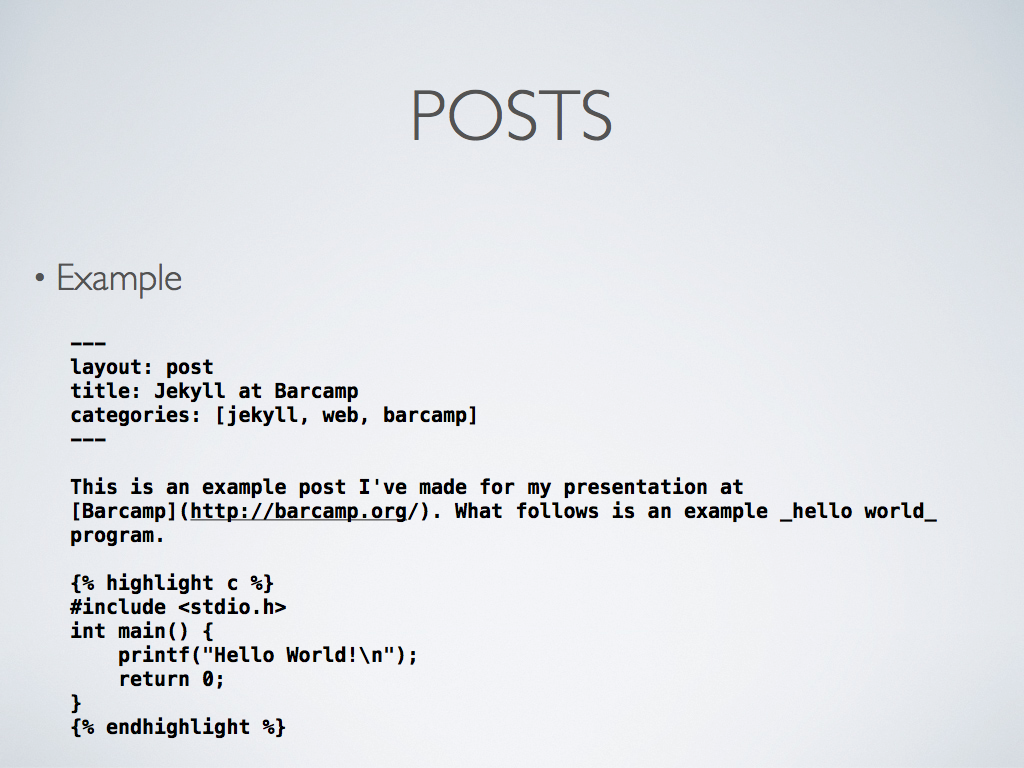 POSTS
• Example
---
layout: post
title: Jekyll at Barcamp
categories: [jekyll, web, barcamp]
---
This is an example post I've made for my presentation at
[Barcamp](http://barcamp.org/). What follows is an example _hello world_
program.
{% highlight c %}
#include <stdio.h>
int main() {
    printf("Hello World!\n");
    return 0;
}
{% endhighlight %}